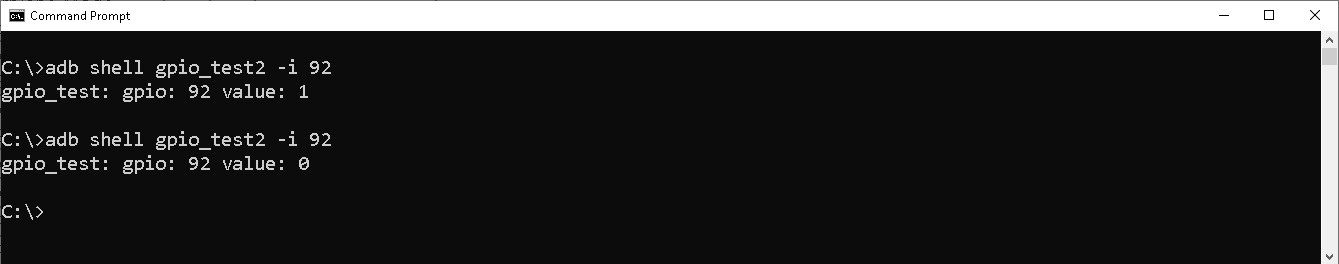 Command Prompt
C:\>adb shell gpio_test2 -i 92
gpio_test: gpio: 92 value: 1
C:\>adb shell gpio_test2 -i 92
gpio_test: gpio: 92 value: 0
C:\>